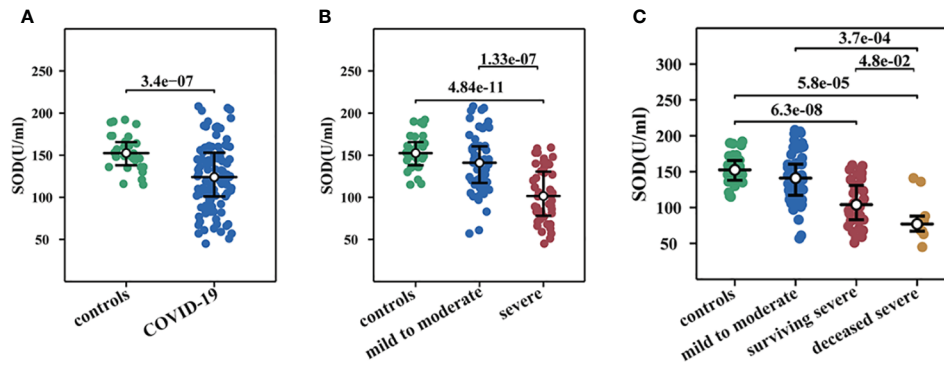 A
SOD(U/ml)
250
200
150
100
50
3.4e−07
controls
COVID-19
B
SOD(U/ml)
250
200
150
100
50
1.33e-07
4.84e-11
controls
mild to moderate
severe
C
SOD(U/ml)
300
250
200
150
100
50
3.7e-04
4.8e-02
5.8e-05
6.3e-08
controls
mild to moderate
surviving severe
deceased severe